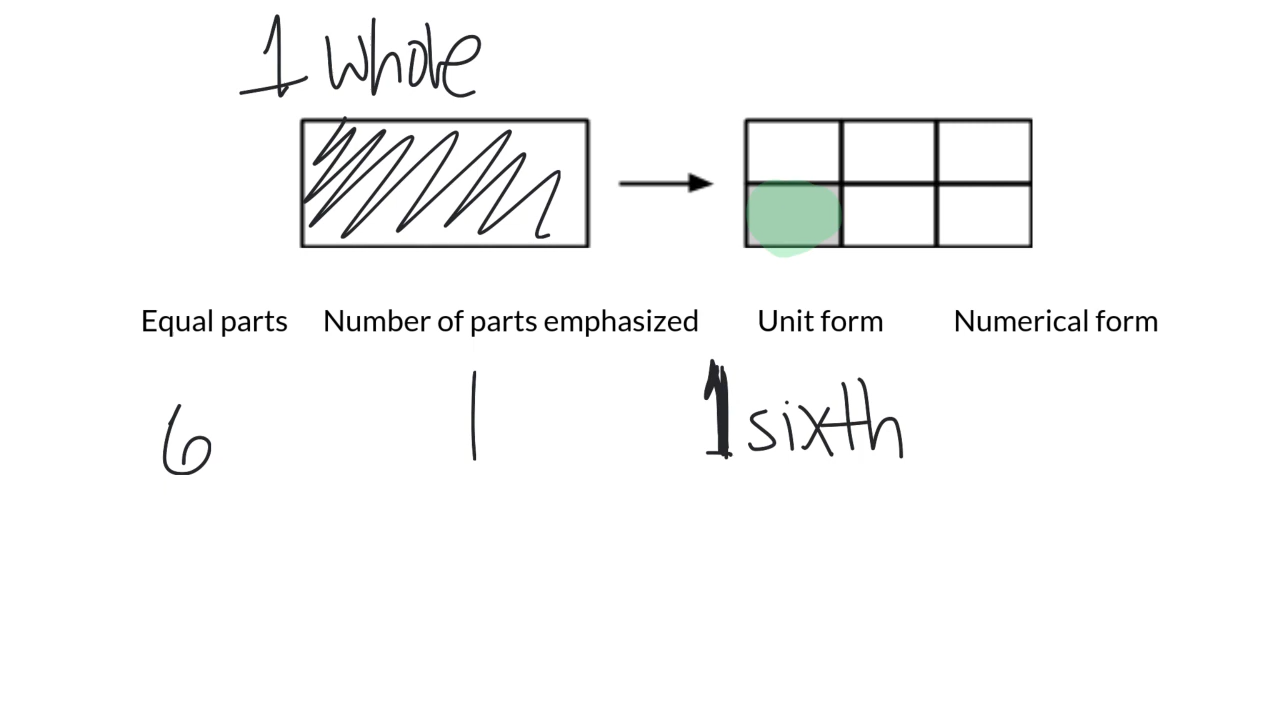 1 whole
Equal parts Number of parts emphasized Unit form Numerical form
6 1 1 sixth